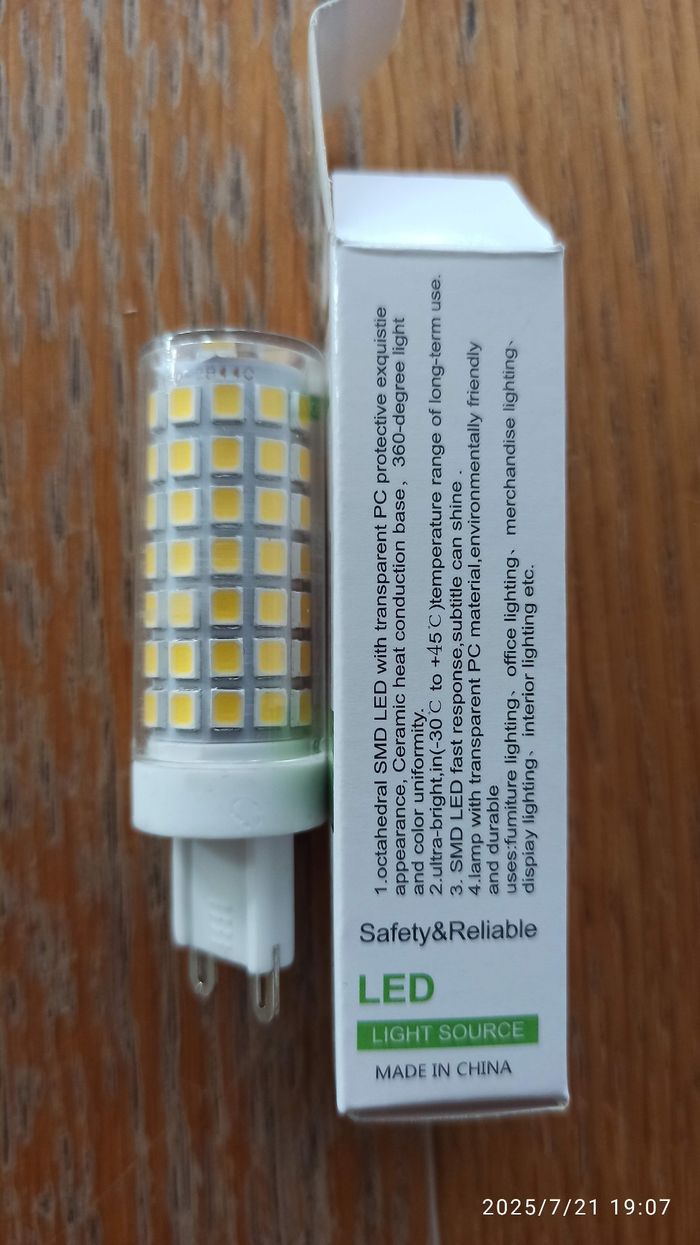 1.octahedral SMD LED with transparent PC protective exquistie
appearance, Ceramic heat conduction base，360-degree light
and color uniformity.
2.ultra-bright,in(-30℃ to +45℃)temperature range of long-term use.
3. SMD LED fast response,subtitle can shine .
4.lamp with transparent PC material,environmentally friendly
and durable
uses:fumiture lighting、office lighting、merchandise lighting、
display lighting、interior lighting etc.
Safety&Reliable
LED
LIGHT SOURCE
MADE IN CHINA
2025/7/21 19:07